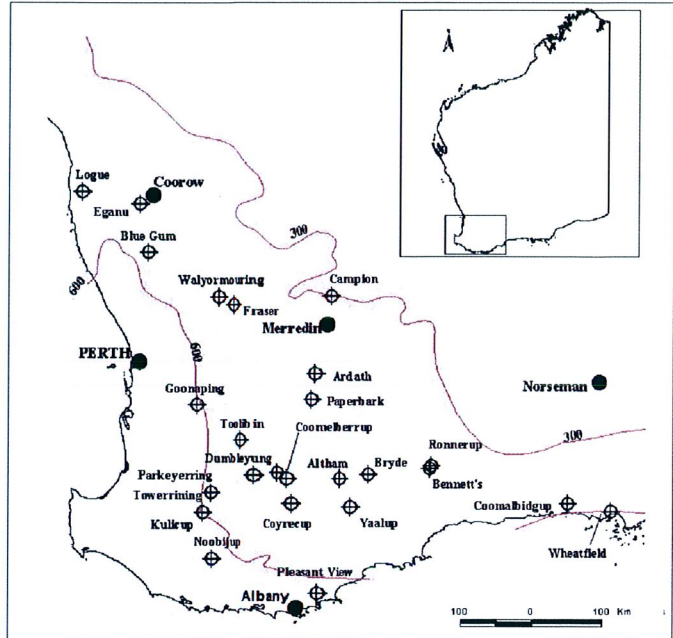 Logue
Coorow
Eganu
Blue Gum
300
600
Walyormouring
Campion
Fraser
Merredin
PERTH
600
Ardath
Norseman
Goonaping
Paperbark
Toolibin
Coomelberrup
300
Ronnerup
Dumbleyung
Altham
Bryde
Parkeyerring
Bennett's
Towerrining
Coomalbidgup
Kulicup
Coyrecup
Yaalup
Noobijup
Wheatfield
Pleasant View
Albany
100 0 100 Km